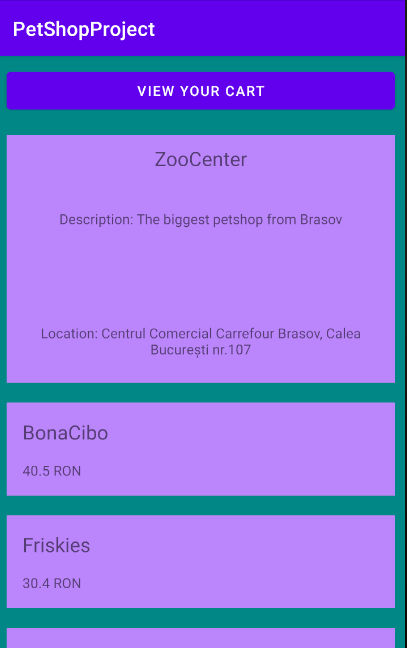 PetShopProject
VIEW YOUR CART
ZooCenter
Description: The biggest petshop from Brasov
Location: Centrul Comercial Carrefour Brasov, Calea
București nr.107
BonaCibo
40.5 RON
Friskies
30.4 RON